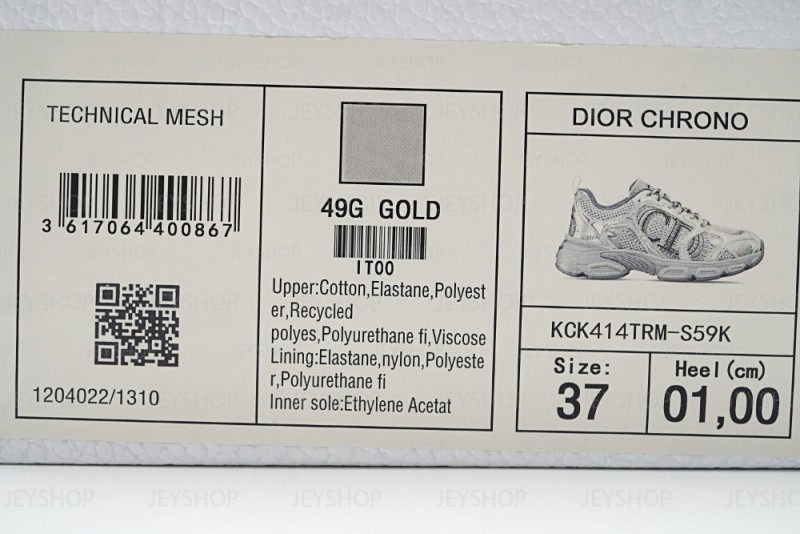 TECHNICAL MESH
3 617064 400867
1204022/1310
49G GOLD
IT00
Upper:Cotton,Elastane,Polyest
er,Recycled
polyes,Polyurethane fi,Viscose
Lining:Elastane,nylon,Polyeste
r,Polyurethane fi
Inner sole:Ethylene Acetat
DIOR CHRONO
CD
KCK414TRM-S59K
Size:
37
Heel(cm)
01,00
JEYSHOP JEYSHOP JEYSHOP JEYSHOP JEYSHOP JEYSHOP